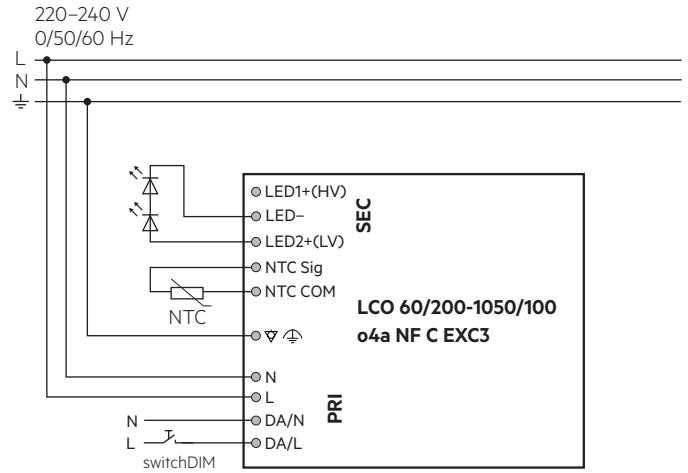 220–240 V
0/50/60 Hz
L
N
LED1+(HV)
LED–
LED2+(LV)
SEC
NTC Sig
NTC COM
NTC
LCO 60/200-1050/100
o4a NF C EXC3
N
L
PRI
N DA/N
L DA/L
switchDIM